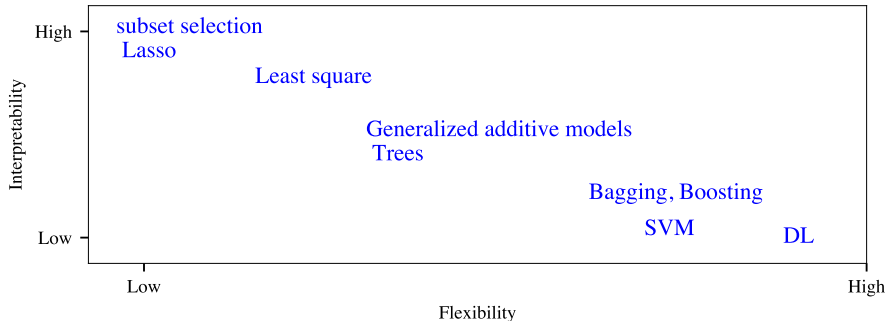 High
subset selection
Lasso
Least square
Interpretability
Generalized additive models
Trees
Bagging, Boosting
SVM
DL
Low
Low
High
Flexibility